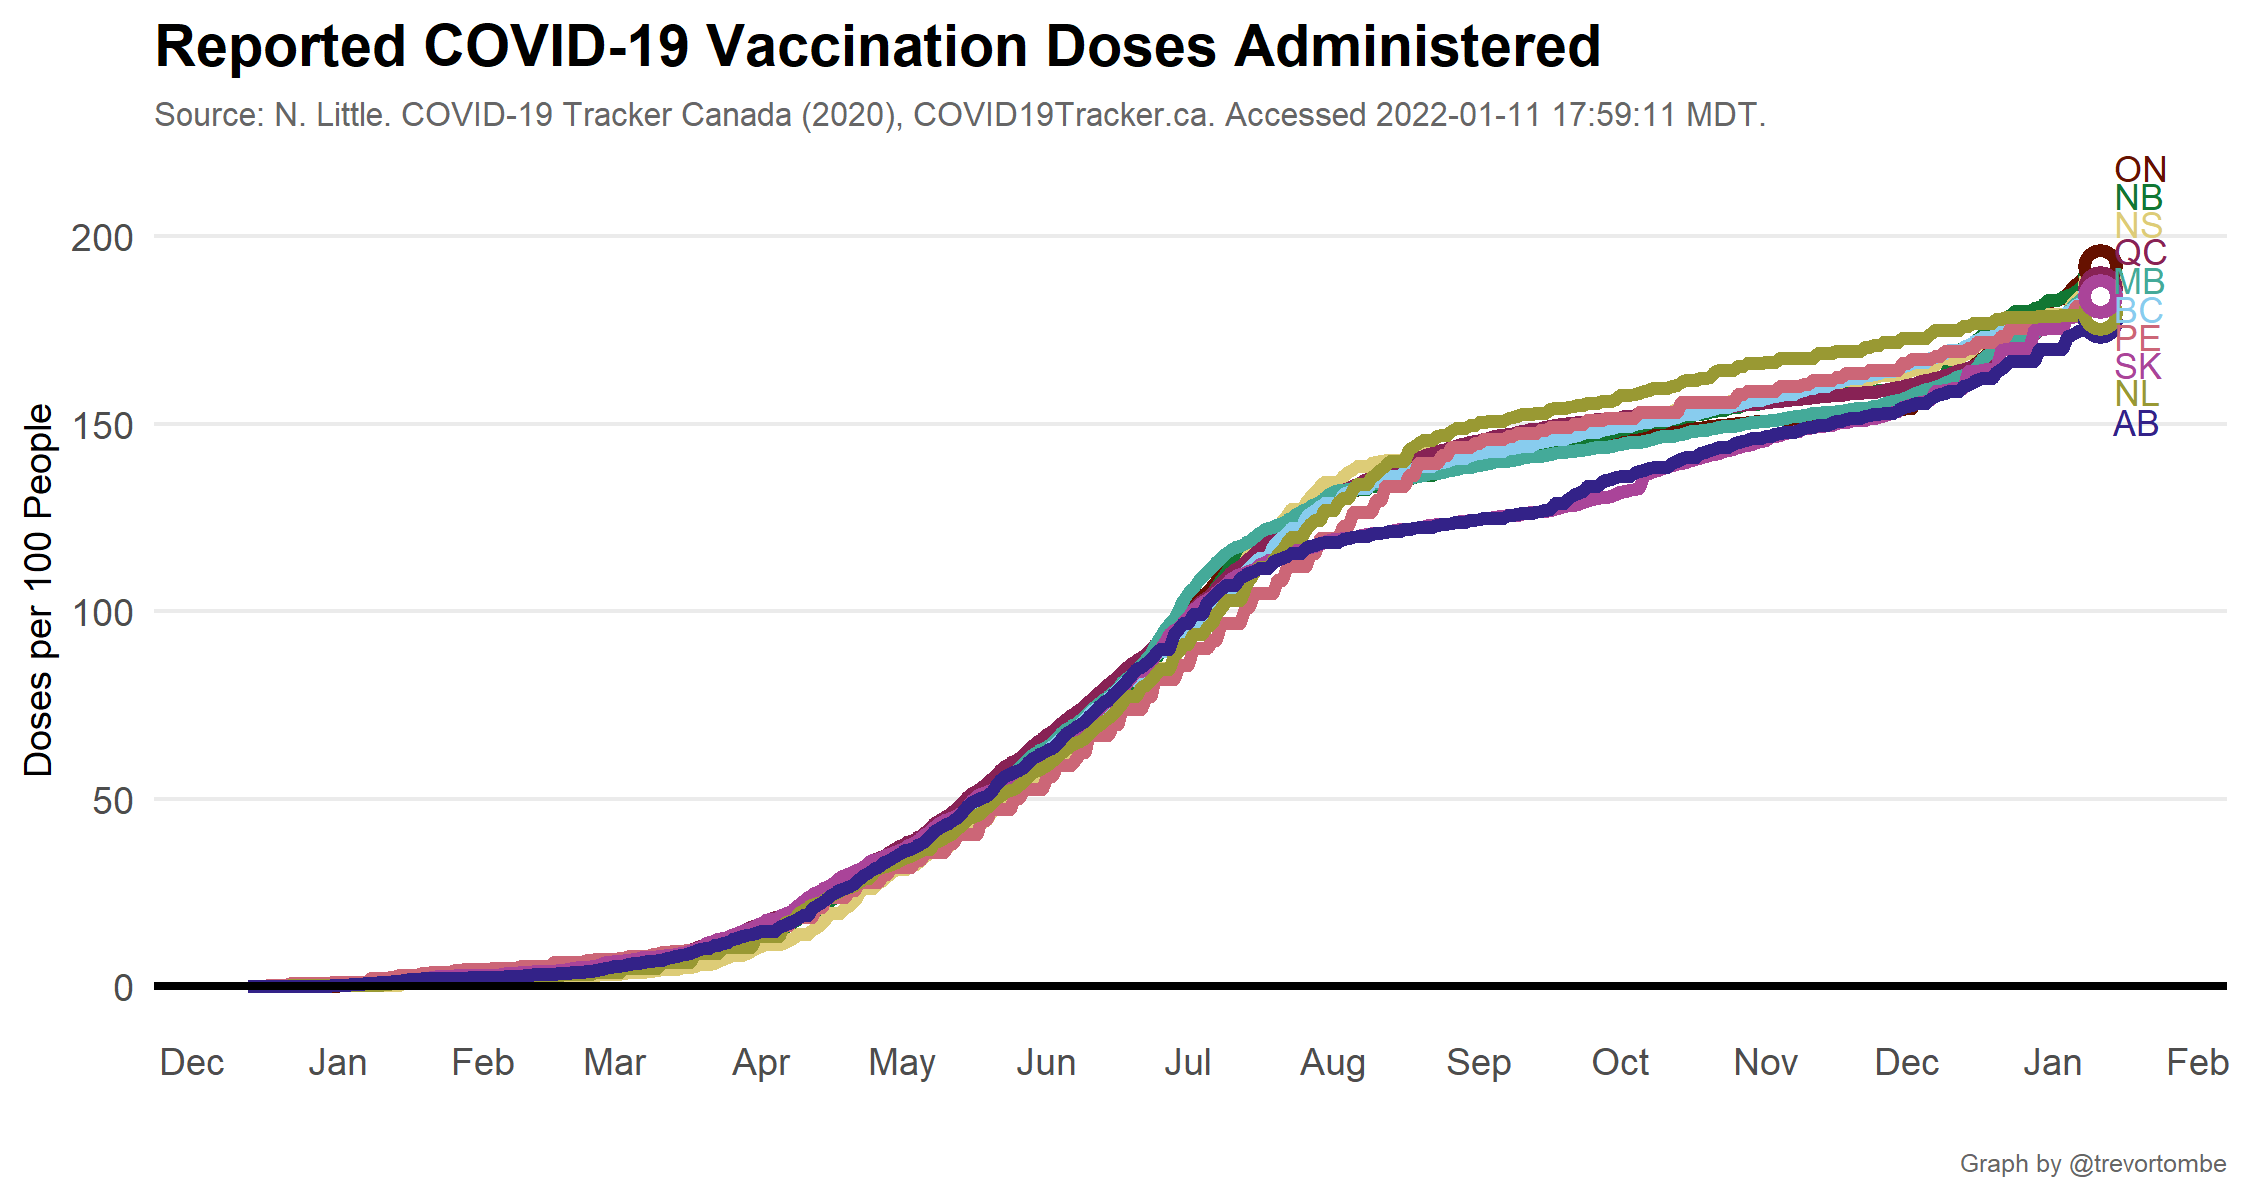 Reported COVID-19 Vaccination Doses Administered
Source: N. Little. COVID-19 Tracker Canada (2020), COVID19Tracker.ca. Accessed 2022-01-11 17:59:11 MDT.
Doses per 100 People
200
150
100
50
0
ON
NB
NS
QC
MB
BC
PE
SK
NL
AB
Dec Jan Feb Mar Apr May Jun Jul Aug Sep Oct Nov Dec Jan Feb
Graph by @trevortombe